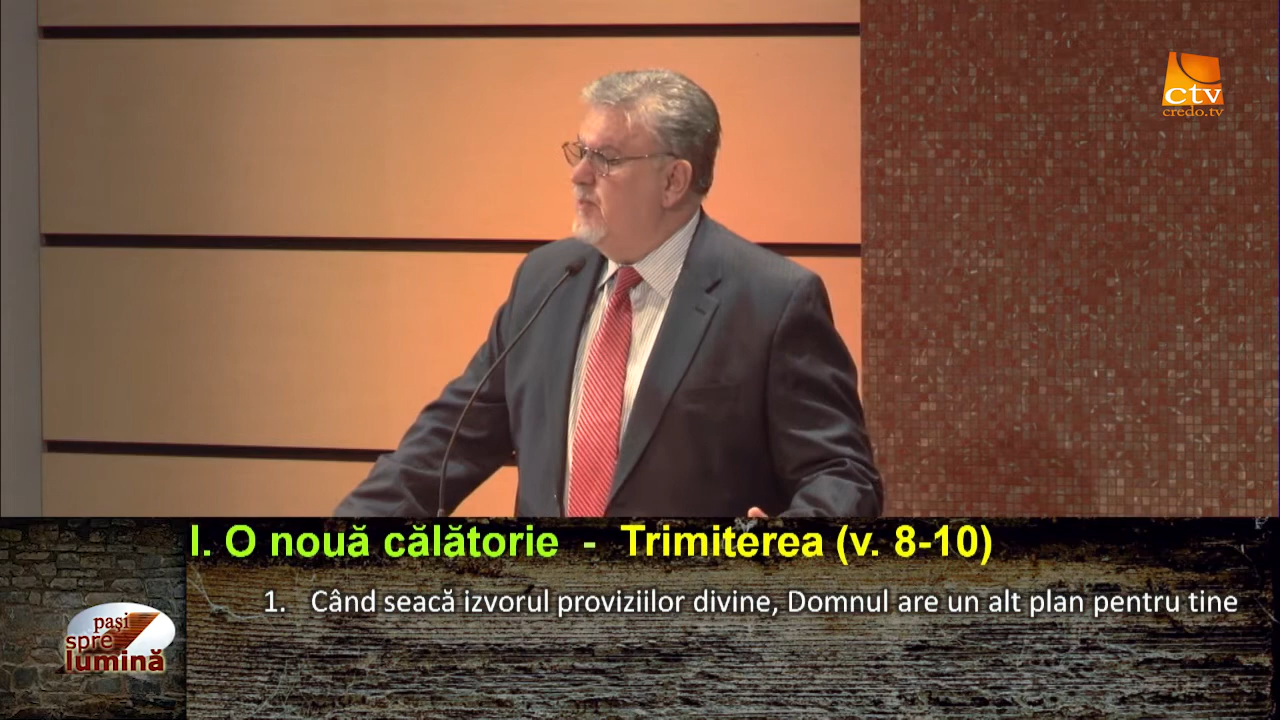 ctv
credo.tv
I. O nouă călătorie - Trimiterea (v. 8-10)
1. Când seacă izvorul proviziilor divine, Domnul are un alt plan pentru tine
pași
spre
lumină